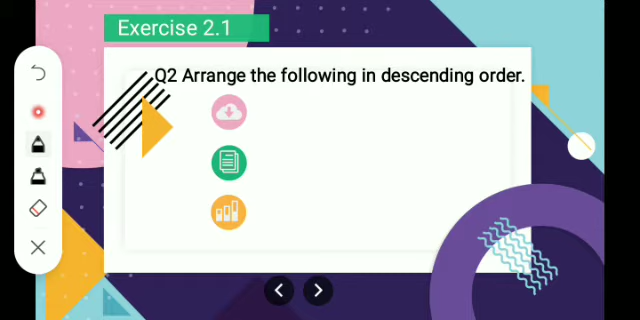 Exercise 2.1
Q2 Arrange the following in descending order.